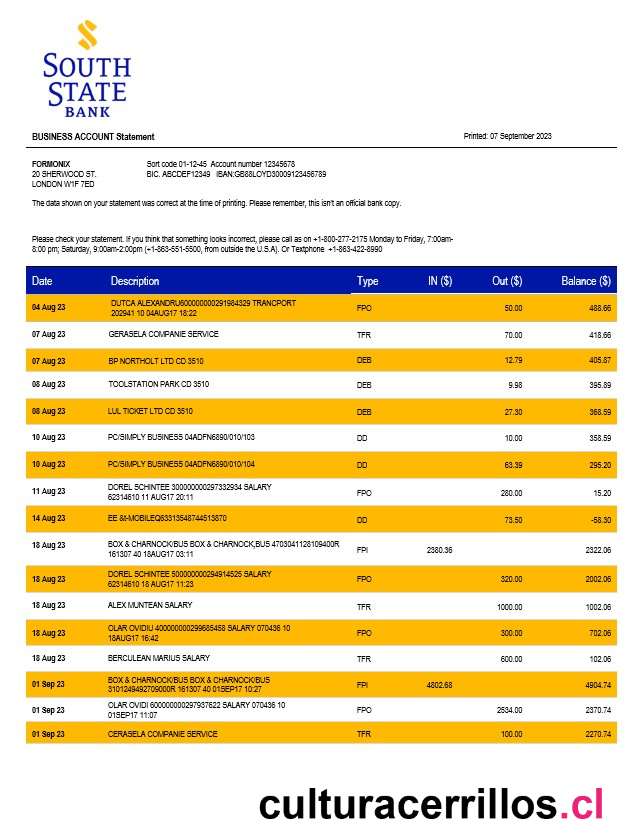 SOUTH
STATE
BANK
BUSINESS ACCOUNT Statement
Printed: 07 September 2023
FORMONIX
20 SHERWOOD ST.
LONDON W1F 7ED
Sort code 01-12-45 Account number 12345678
BIC. ABCDEF12349 IBAN:GB88LOYD30009123456789
The data shown on your statement was correct at the time of printing. Please remember, this isn't an official bank copy.
Please check your statement. If you think that something looks incorrect, please call as on +1-800-277-2175 Monday to Friday, 7:00am-
8:00 pm; Saturday, 9:00am-2:00pm (+1-863-551-5500, from outside the U.S.A). Or Textphone +1-863-422-8990
Date Description Type IN ($) Out ($) Balance ($)
04 Aug 23 DUTCA ALEXANDRU600000000291984329 TRANCPORT
202941 10 04AUG17 18:22 FPO 50.00 488.66
07 Aug 23 GERASELA COMPANIE SERVICE TFR 70.00 418.66
07 Aug 23 BP NORTHOLT LTD CD 3510 DEB 12.79 405.87
08 Aug 23 TOOLSTATION PARK CD 3510 DEB 9.98 395.89
08 Aug 23 LUL TICKET LTD CD 3510 DEB 27.30 368.59
10 Aug 23 PC/SIMPLY BUSINESS 04ADFN6890/010/103 DD 10.00 358.59
10 Aug 23 PC/SIMPLY BUSINESS 04ADFN6890/010/104 DD 63.39 295.20
11 Aug 23 DOREL SCHINTEE 300000000297332934 SALARY
62314610 11 AUG17 20:11 FPO 280.00 15.20
14 Aug 23 EE &t-MOBILEQ63313548744513870 DD 73.50 -58.30
18 Aug 23 BOX & CHARNOCK/BUS BOX & CHARNOCK,BUS 4703041128109400R
161307 40 18AUG17 03:11 FPI 2380.36 2322.06
18 Aug 23 DOREL SCHINTEE 500000000294914525 SALARY
62314610 18 AUG17 11:23 FPO 320.00 2002.06
18 Aug 23 ALEX MUNTEAN SALARY TFR 1000.00 1002.06
18 Aug 23 OLAR OVIDIU 400000000299685458 SALARY 070436 10
18AUG17 16:42 FPO 300.00 702.06
18 Aug 23 BERCULEAN MARIUS SALARY TFR 600.00 102.06
01 Sep 23 BOX & CHARNOCK/BUS BOX & CHARNOCK/BUS
3101249492709000R 161307 40 01SEP17 10:27 FPI 4802.68 4904.74
01 Sep 23 OLAR OVIDI 600000000297937622 SALARY 070436 10
01SEP17 11:07 FPO 2534.00 2370.74
01 Sep 23 CERASELA COMPANIE SERVICE TFR 100.00 2270.74
culturacerrillos.cl